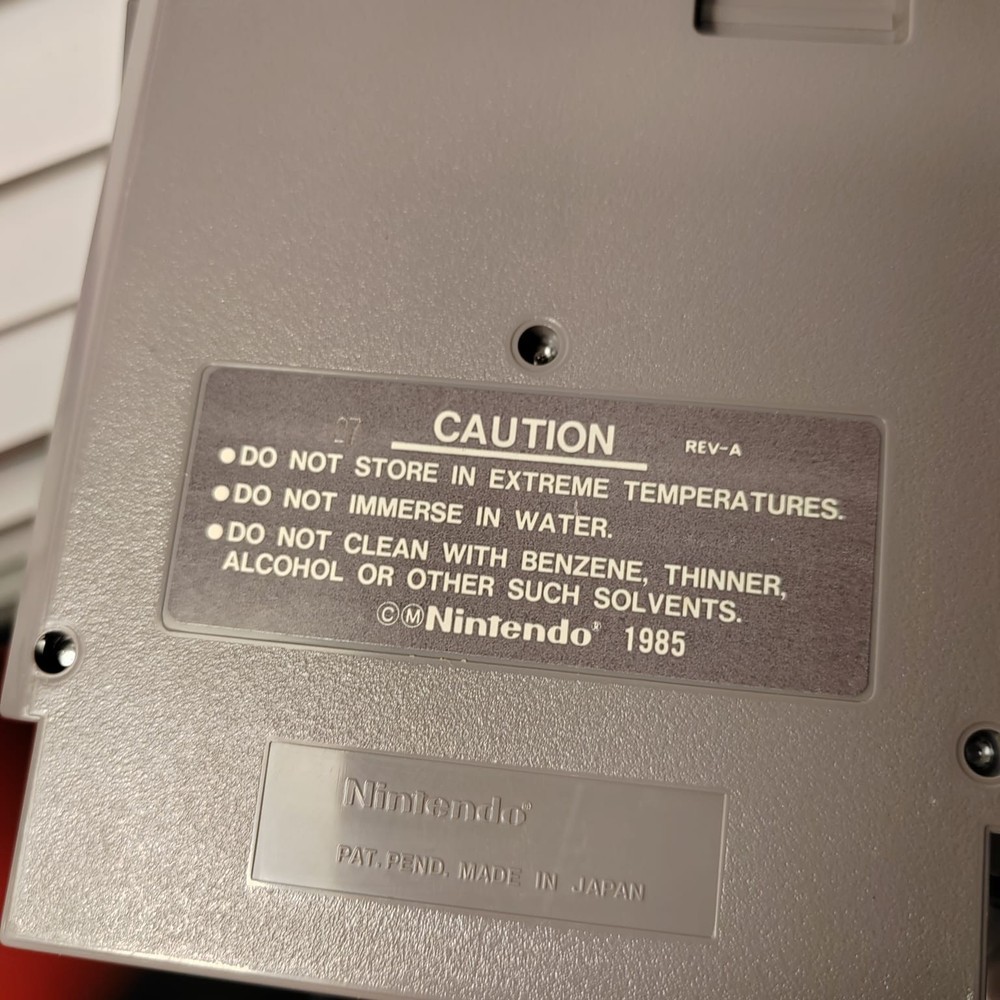 27
CAUTION REV-A
●DO NOT STORE IN EXTREME TEMPERATURES.
●DO NOT IMMERSE IN WATER.
●DO NOT CLEAN WITH BENZENE, THINNER,
ALCOHOL OR OTHER SUCH SOLVENTS.
©Ⓜ Nintendo® 1985
Nintendo®
PAT. PEND. MADE IN JAPAN